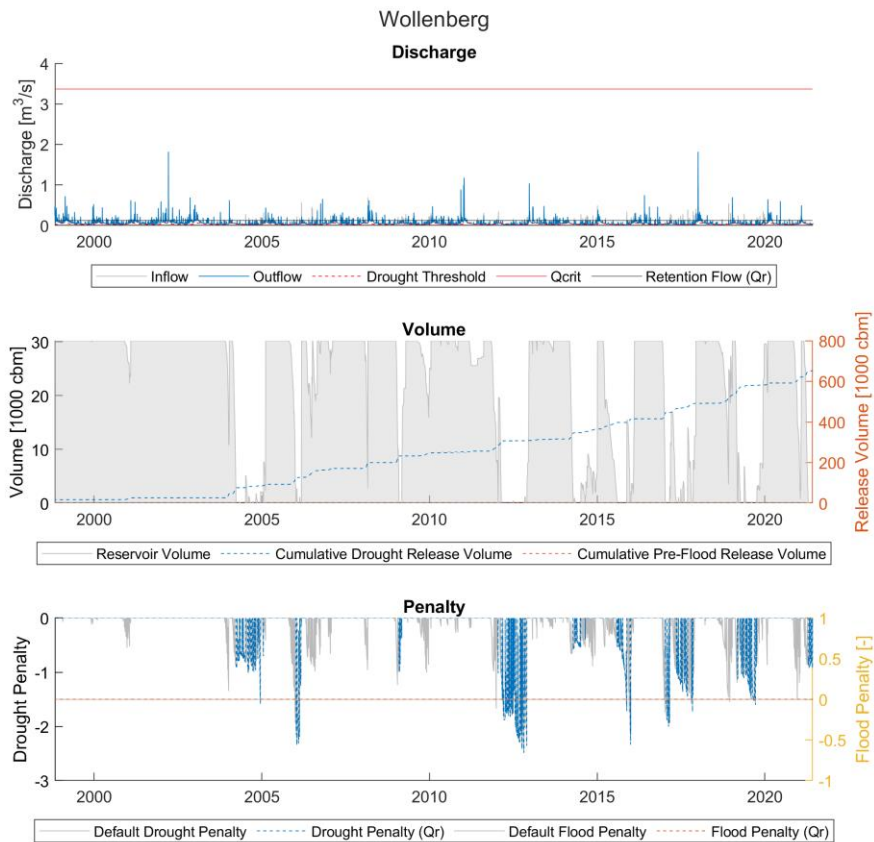 Wollenberg
Discharge
Discharge [m³/s]
4
3
2
1
0
2000 2005 2010 2015 2020
Inflow Outflow Drought Threshold Qcrit Retention Flow (Qr)
Volume
Volume [1000 cbm]
30
20
10
0
Release Volume [1000 cbm]
800
600
400
200
0
2000 2005 2010 2015 2020
Reservoir Volume Cumulative Drought Release Volume Cumulative Pre-Flood Release Volume
Penalty
Drought Penalty
0
-1
-2
-3
Flood Penalty [-]
1
0.5
0
-0.5
-1
2000 2005 2010 2015 2020
Default Drought Penalty Drought Penalty (Qr) Default Flood Penalty Flood Penalty (Qr)